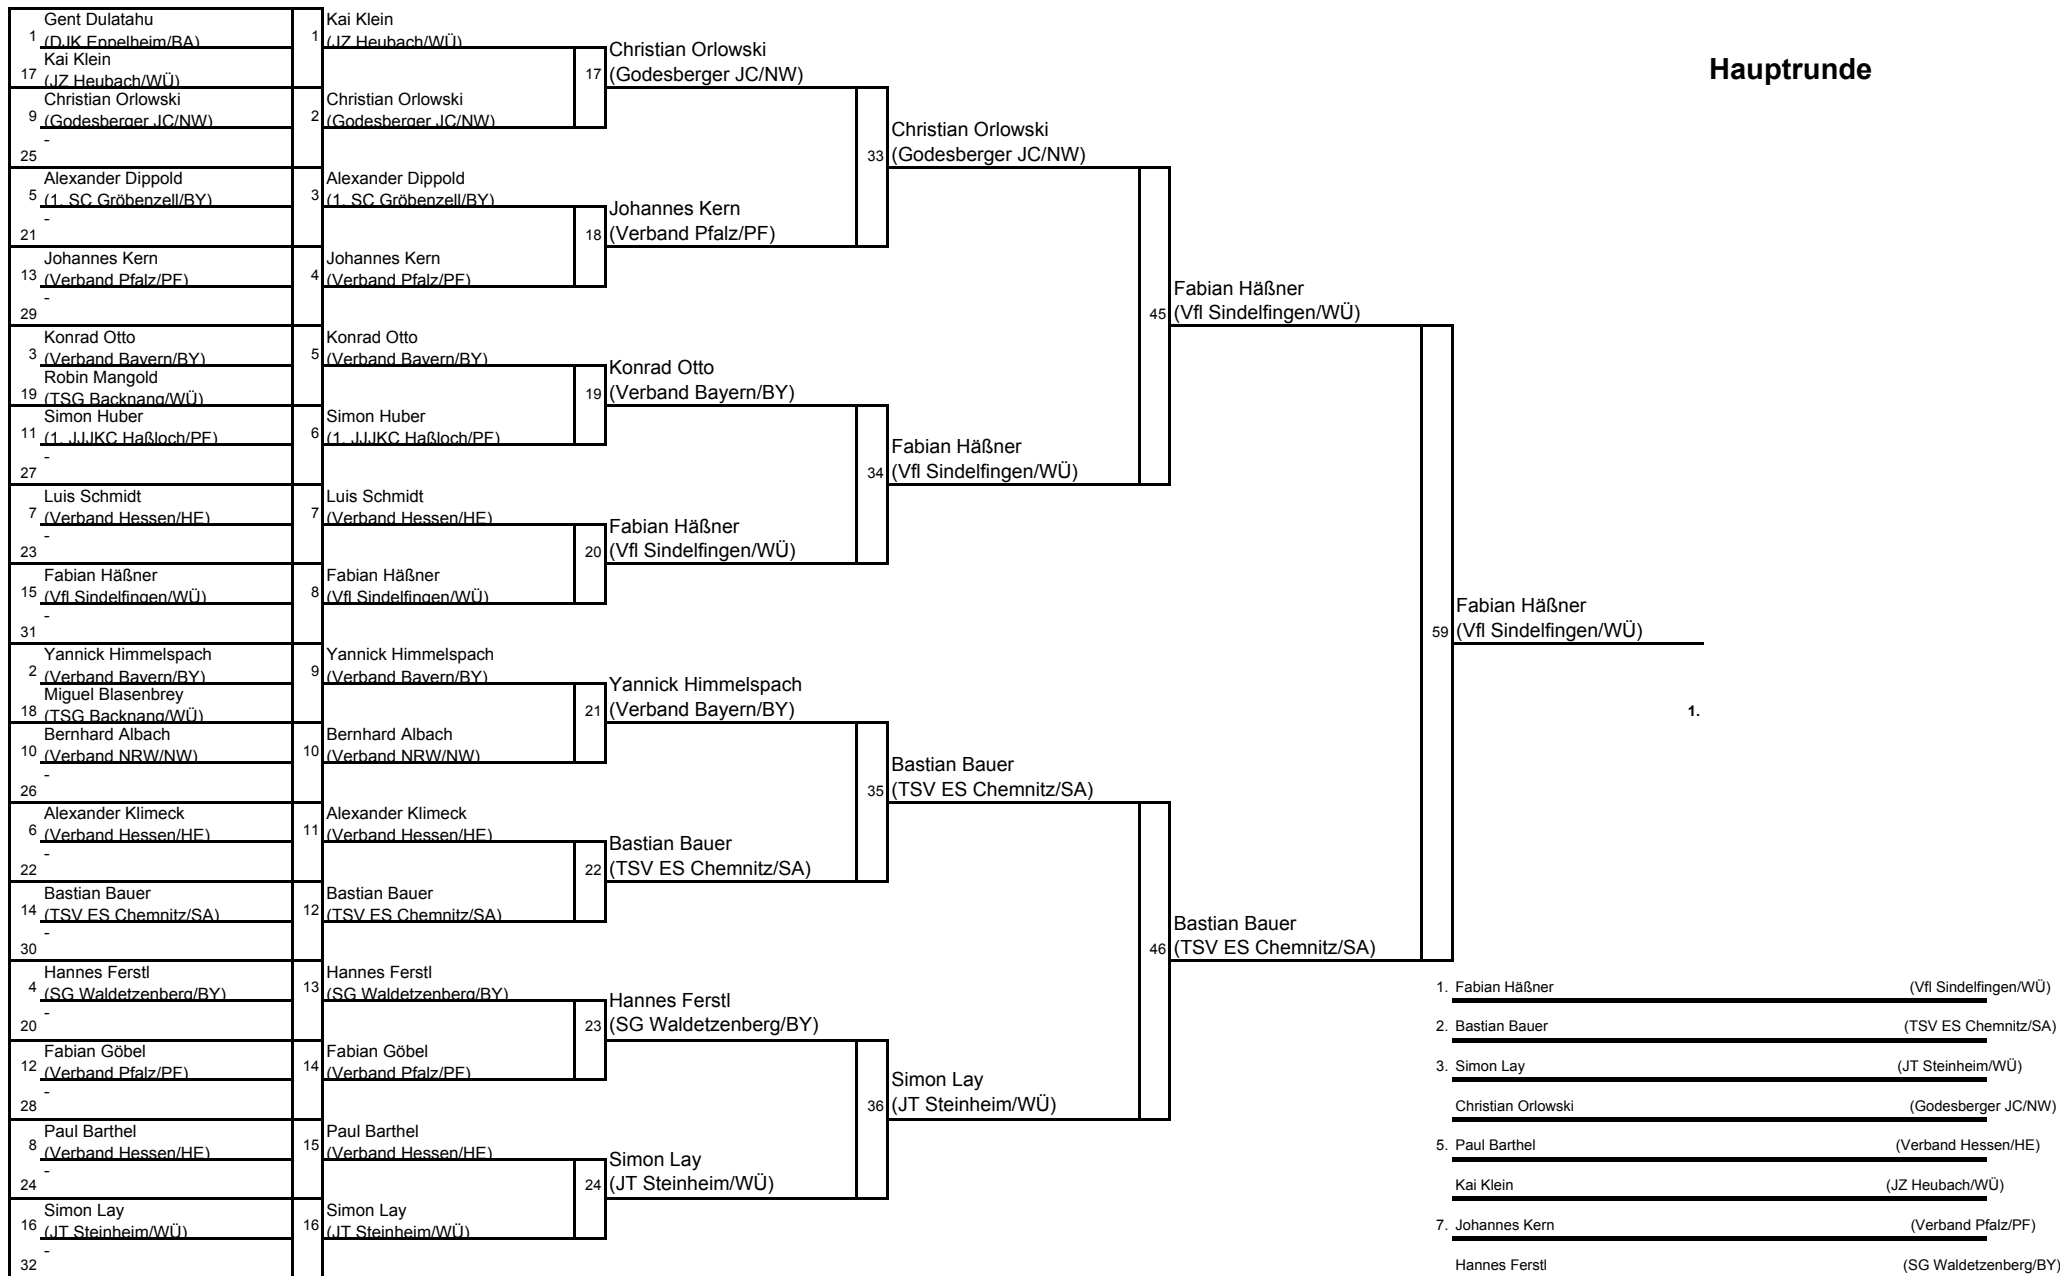 Hauptrunde
Gent Dulatahu
1 (DJK Eppelheim/BA)
Kai Klein
17 (JZ Heubach/WÜ)
Christian Orlowski
9 (Godesberger JC/NW)
-
25
Alexander Dippold
5 (1. SC Gröbenzell/BY)
-
21
Johannes Kern
13 (Verband Pfalz/PF)
-
29
Konrad Otto
3 (Verband Bayern/BY)
Robin Mangold
19 (TSG Backnang/WÜ)
Simon Huber
11 (1. JJJKC Haßloch/PF)
-
27
Luis Schmidt
7 (Verband Hessen/HE)
-
23
Fabian Häßner
15 (Vfl Sindelfingen/WÜ)
-
31
Yannick Himmelspach
2 (Verband Bayern/BY)
Miguel Blasenbrey
18 (TSG Backnang/WÜ)
Bernhard Albach
10 (Verband NRW/NW)
-
26
Alexander Klimeck
6 (Verband Hessen/HE)
-
22
Bastian Bauer
14 (TSV ES Chemnitz/SA)
-
30
Hannes Ferstl
4 (SG Waldetzenberg/BY)
-
20
Fabian Göbel
12 (Verband Pfalz/PF)
-
28
Paul Barthel
8 (Verband Hessen/HE)
-
24
Simon Lay
16 (JT Steinheim/WÜ)
-
32
Kai Klein
1 (JZ Heubach/WÜ)
Christian Orlowski
2 (Godesberger JC/NW)
Alexander Dippold
3 (1. SC Gröbenzell/BY)
Johannes Kern
4 (Verband Pfalz/PF)
Konrad Otto
5 (Verband Bayern/BY)
Simon Huber
6 (1. JJJKC Haßloch/PF)
Luis Schmidt
7 (Verband Hessen/HE)
Fabian Häßner
8 (Vfl Sindelfingen/WÜ)
Yannick Himmelspach
9 (Verband Bayern/BY)
Bernhard Albach
10 (Verband NRW/NW)
Alexander Klimeck
11 (Verband Hessen/HE)
Bastian Bauer
12 (TSV ES Chemnitz/SA)
Hannes Ferstl
13 (SG Waldetzenberg/BY)
Fabian Göbel
14 (Verband Pfalz/PF)
Paul Barthel
15 (Verband Hessen/HE)
Simon Lay
16 (JT Steinheim/WÜ)
Christian Orlowski
17 (Godesberger JC/NW)
Johannes Kern
18 (Verband Pfalz/PF)
Konrad Otto
19 (Verband Bayern/BY)
Fabian Häßner
20 (Vfl Sindelfingen/WÜ)
Yannick Himmelspach
21 (Verband Bayern/BY)
Bastian Bauer
22 (TSV ES Chemnitz/SA)
Hannes Ferstl
23 (SG Waldetzenberg/BY)
Simon Lay
24 (JT Steinheim/WÜ)
Christian Orlowski
33 (Godesberger JC/NW)
Fabian Häßner
34 (Vfl Sindelfingen/WÜ)
Bastian Bauer
35 (TSV ES Chemnitz/SA)
Simon Lay
36 (JT Steinheim/WÜ)
Fabian Häßner
45 (Vfl Sindelfingen/WÜ)
Bastian Bauer
46 (TSV ES Chemnitz/SA)
Fabian Häßner
59 (Vfl Sindelfingen/WÜ)
1.
1. Fabian Häßner (Vfl Sindelfingen/WÜ)
2. Bastian Bauer (TSV ES Chemnitz/SA)
3. Simon Lay (JT Steinheim/WÜ)
Christian Orlowski (Godesberger JC/NW)
5. Paul Barthel (Verband Hessen/HE)
Kai Klein (JZ Heubach/WÜ)
7. Johannes Kern (Verband Pfalz/PF)
Hannes Ferstl (SG Waldetzenberg/BY)